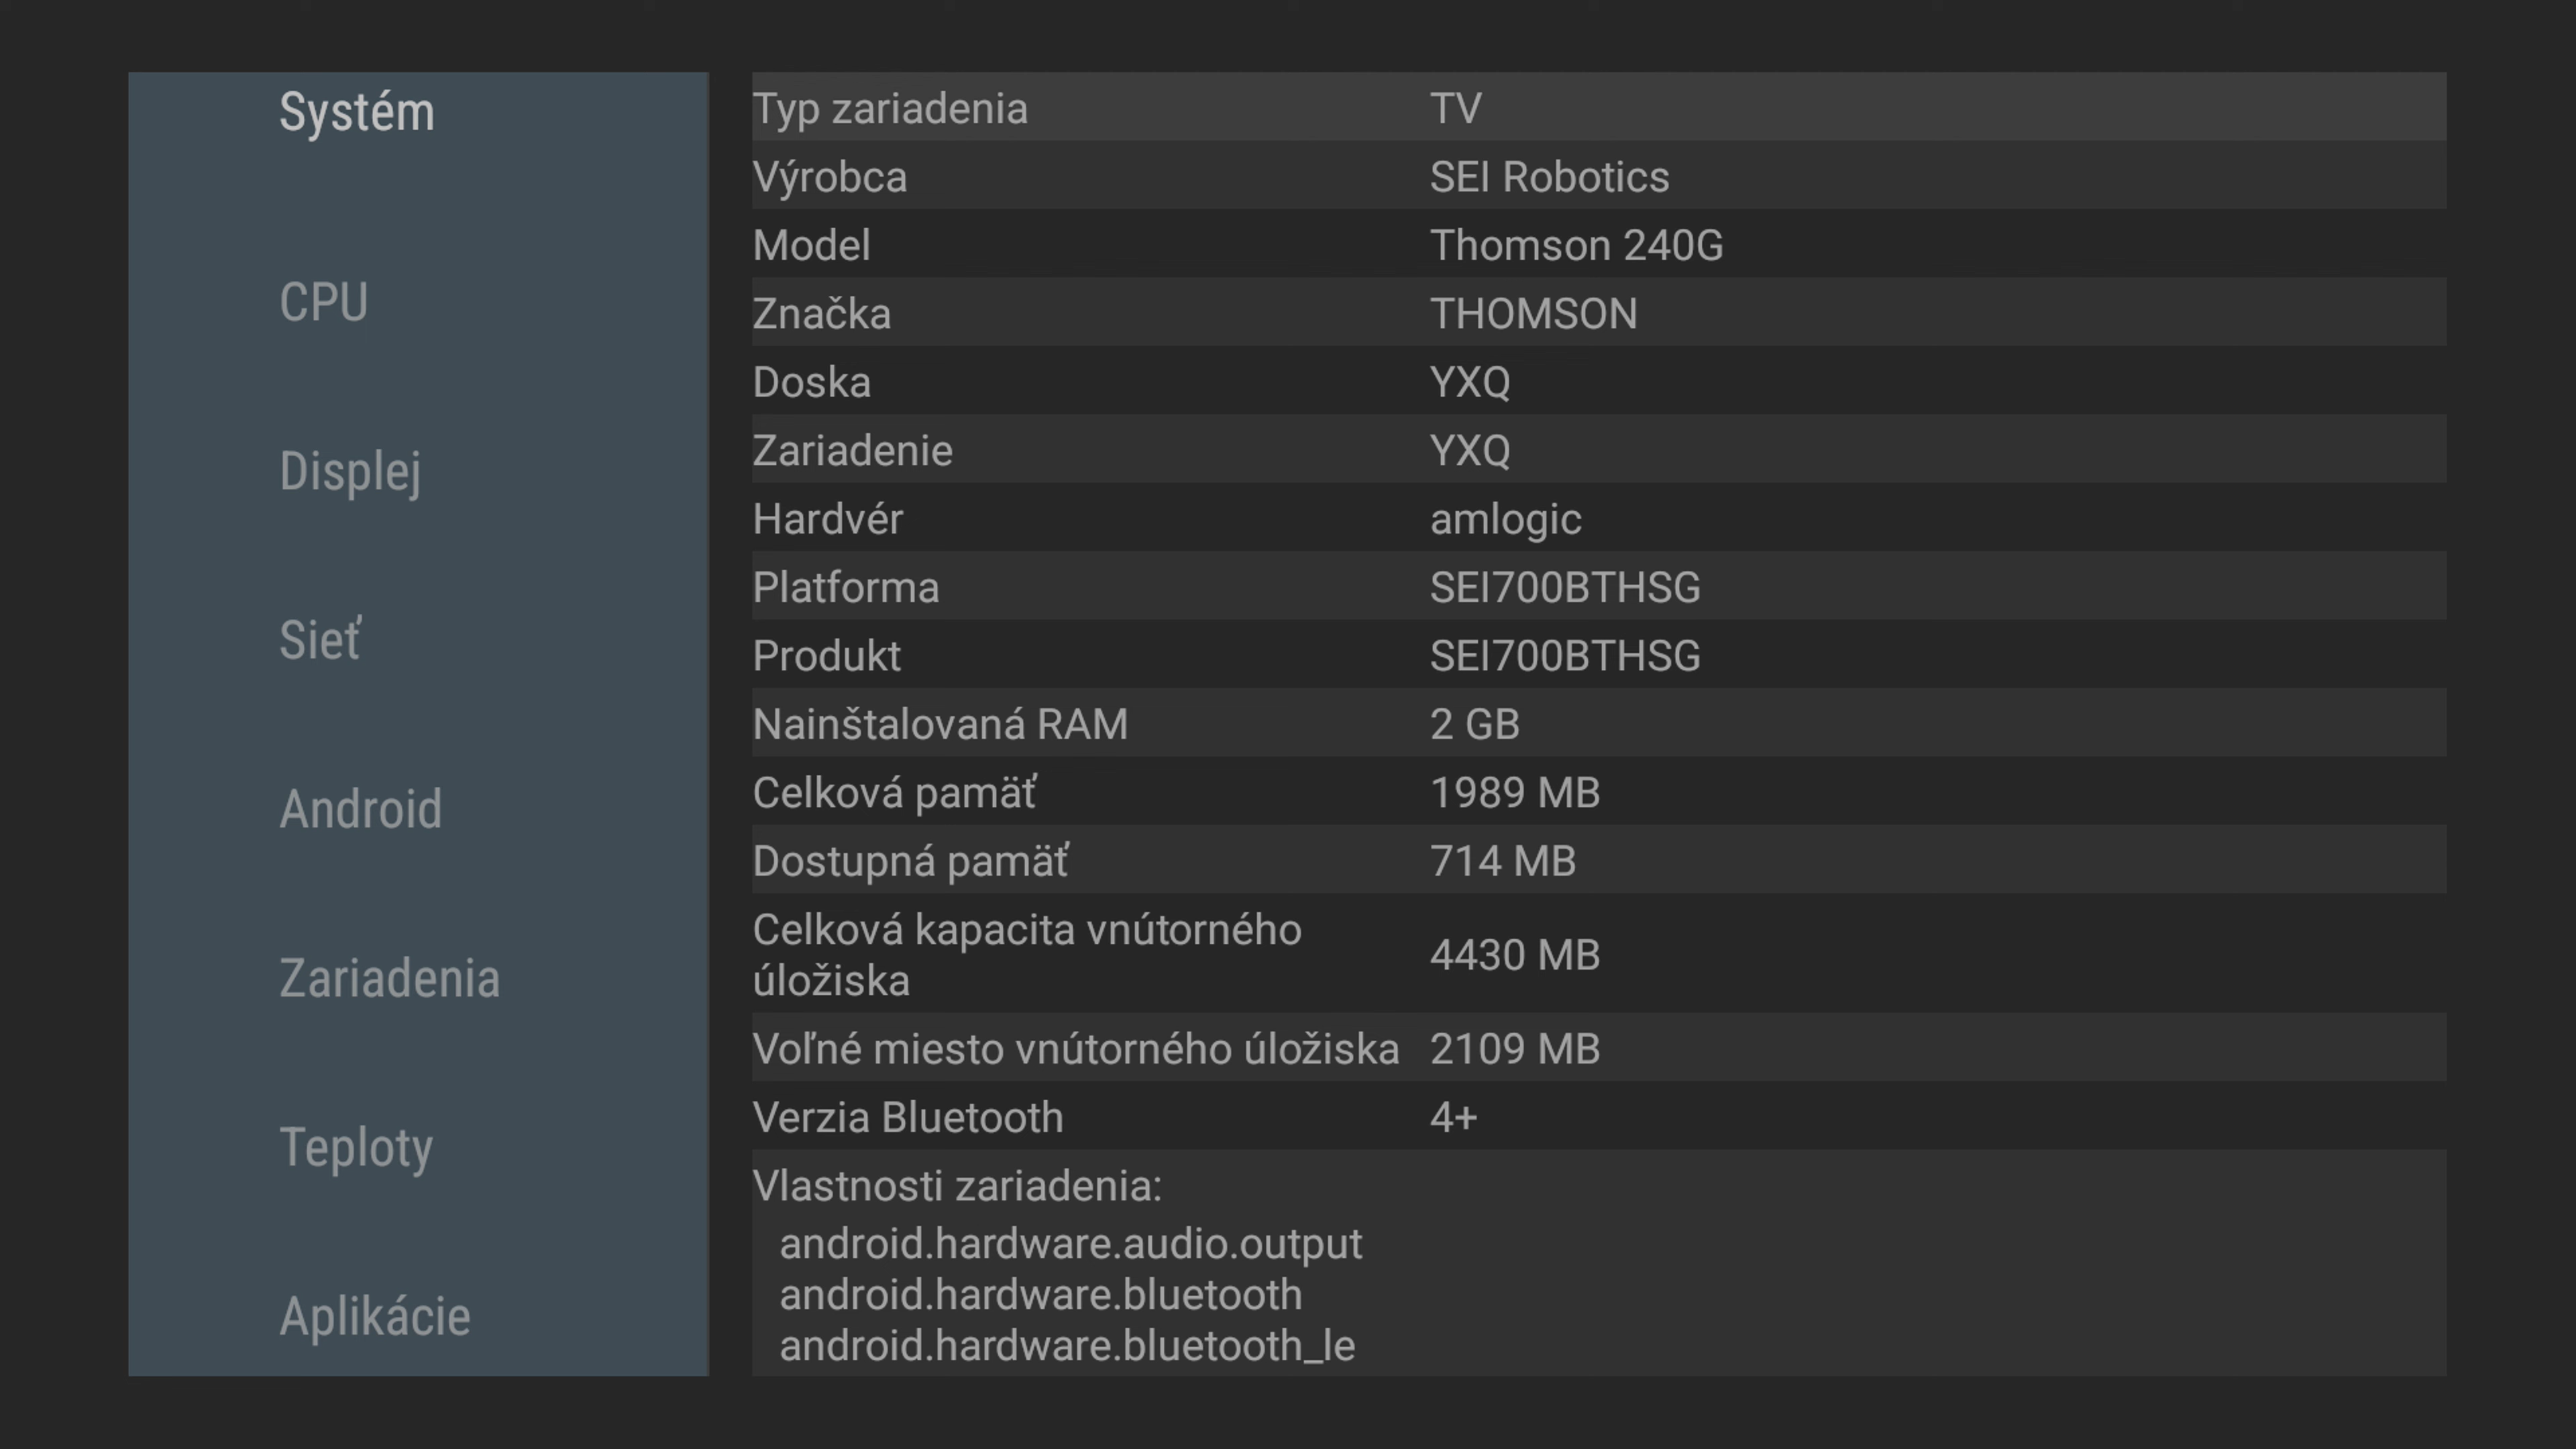 Systém
CPU
Displej
Sieť
Android
Zariadenia
Teploty
Aplikácie
Typ zariadenia TV
Výrobca SEI Robotics
Model Thomson 240G
Značka THOMSON
Doska YXQ
Zariadenie YXQ
Hardvér amlogic
Platforma SEI700BTHSG
Produkt SEI700BTHSG
Nainštalovaná RAM 2 GB
Celková pamäť 1989 MB
Dostupná pamäť 714 MB
Celková kapacita vnútorného
úložiska 4430 MB
Voľné miesto vnútorného úložiska 2109 MB
Verzia Bluetooth 4+
Vlastnosti zariadenia:
android.hardware.audio.output
android.hardware.bluetooth
android.hardware.bluetooth_le